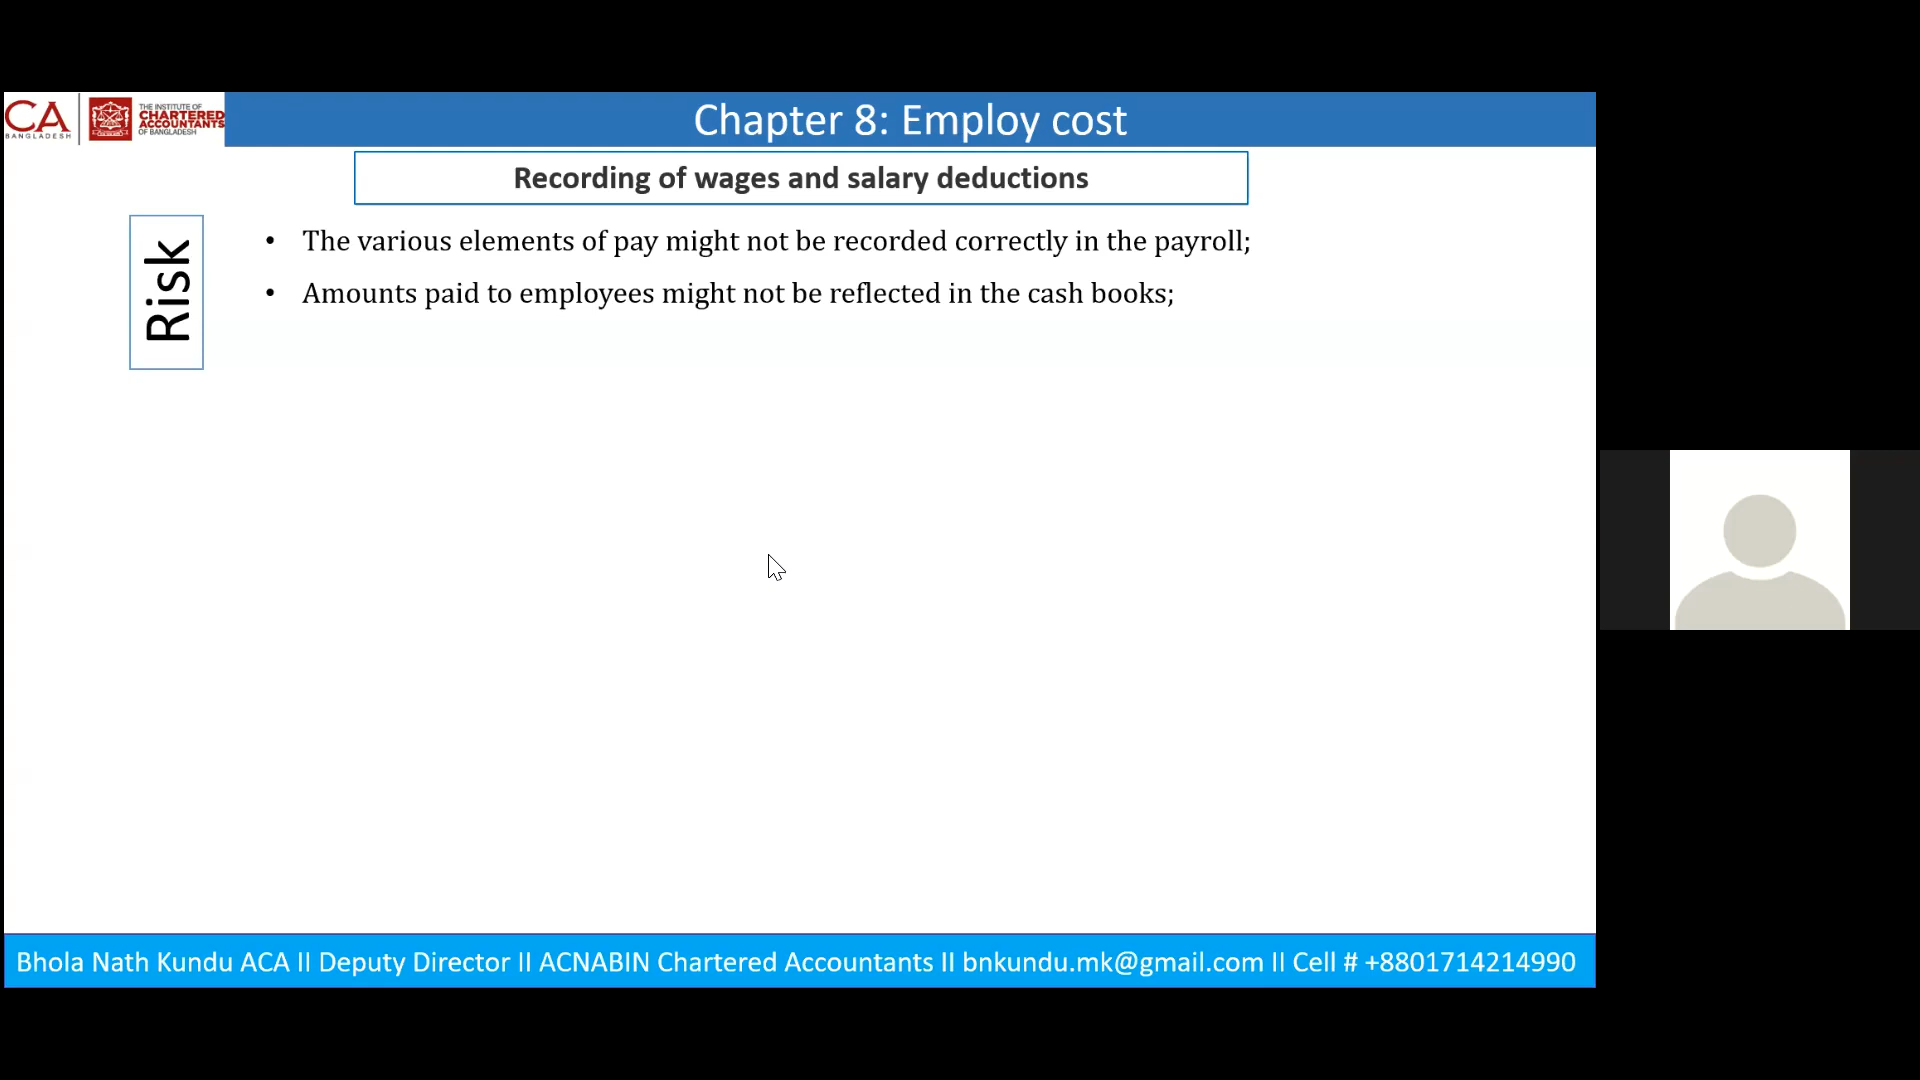 CA
BANGLADESH
THE INSTITUTE OF
CHARTERED
ACCOUNTANTS
OF BANGLADESH
Chapter 8: Employ cost
Recording of wages and salary deductions
Risk
• The various elements of pay might not be recorded correctly in the payroll;
• Amounts paid to employees might not be reflected in the cash books;
Bhola Nath Kundu ACA II Deputy Director II ACNABIN Chartered Accountants II bnkundu.mk@gmail.com II Cell # +8801714214990